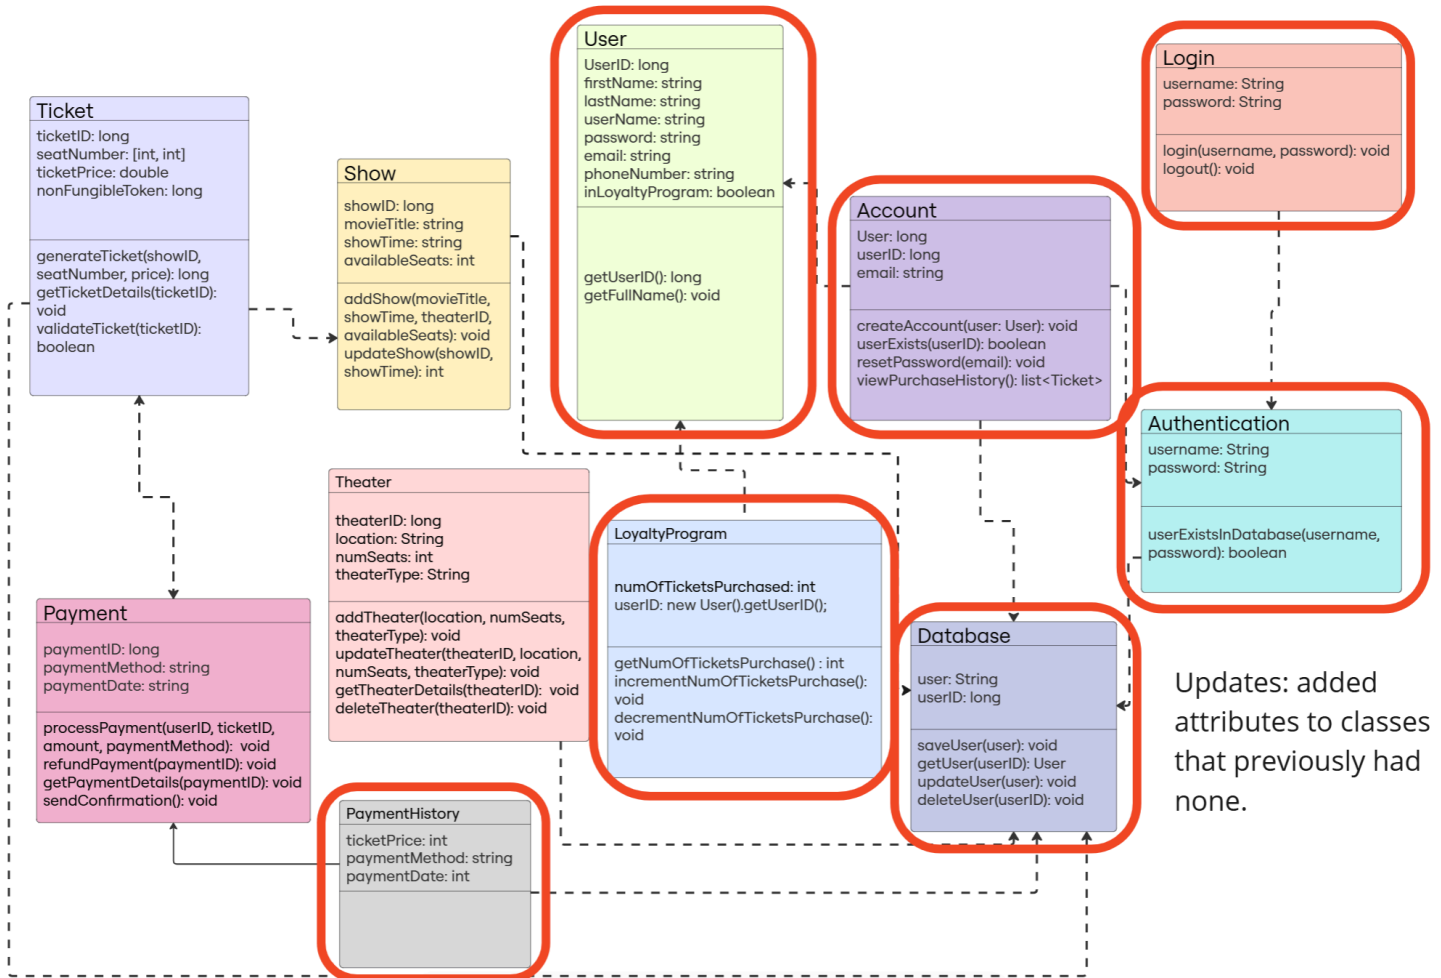 Ticket
ticketID: long
seatNumber: [int, int]
ticketPrice: double
nonFungibleToken: long
generateTicket(showID,
seatNumber, price): long
getTicketDetails(ticketID):
void
validateTicket(ticketID):
boolean
Show
showID: long
movieTitle: string
showTime: string
availableSeats: int
addShow(movieTitle,
showTime, theaterID,
availableSeats): void
updateShow(showID,
showTime): int
User
UserID: long
firstName: string
lastName: string
userName: string
password: string
email: string
phoneNumber: string
inLoyaltyProgram: boolean
getUserID(): long
getFullName(): void
Account
User: long
userID: long
email: string
createAccount(user: User): void
userExists(userID): boolean
resetPassword(email): void
viewPurchaseHistory(): list<Ticket>
Login
username: String
password: String
login(username, password): void
logout(): void
Authentication
username: String
password: String
userExistsInDatabase(username,
password): boolean
Theater
theaterID: long
location: String
numSeats: int
theaterType: String
addTheater(location, numSeats,
theaterType): void
updateTheater(theaterID, location,
numSeats, theaterType): void
getTheaterDetails(theaterID): void
deleteTheater(theaterID): void
LoyaltyProgram
numOfTicketsPurchased: int
userID: new User().getUserID();
getNumOfTicketsPurchase() : int
incrementNumOfTicketsPurchase():
void
decrementNumOfTicketsPurchase():
void
Payment
paymentID: long
paymentMethod: string
paymentDate: string
processPayment(userID, ticketID,
amount, paymentMethod): void
refundPayment(paymentID): void
getPaymentDetails(paymentID): void
sendConfirmation(): void
PaymentHistory
ticketPrice: int
paymentMethod: string
paymentDate: int
Database
user: String
userID: long
saveUser(user): void
getUser(userID): User
updateUser(user): void
deleteUser(userID): void
Updates: added
attributes to classes
that previously had
none.